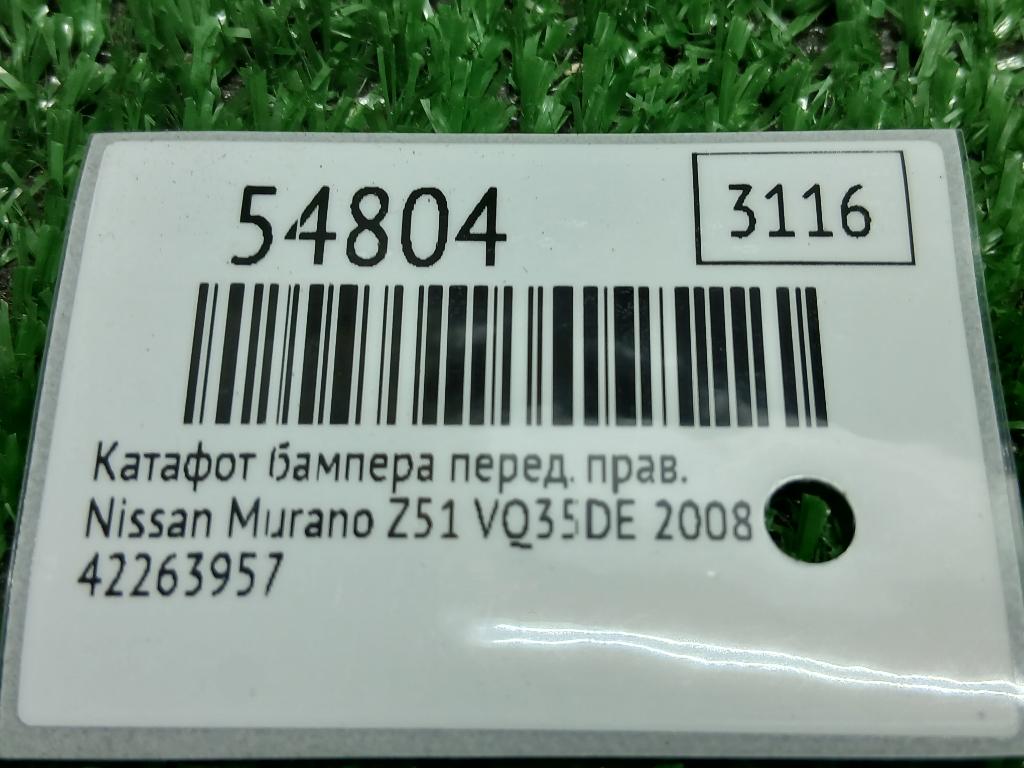 54804
3116
Катафот бампера перед. прав.
Nissan Murano Z51 VQ35DE 2008
42263957